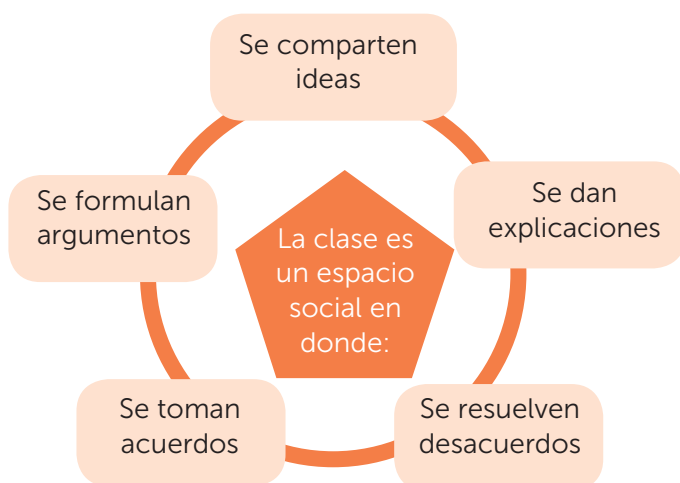 Se comparten
ideas
Se dan
explicaciones
Se resuelven
desacuerdos
Se toman
acuerdos
Se formulan
argumentos
La clase es
un espacio
social en
donde: